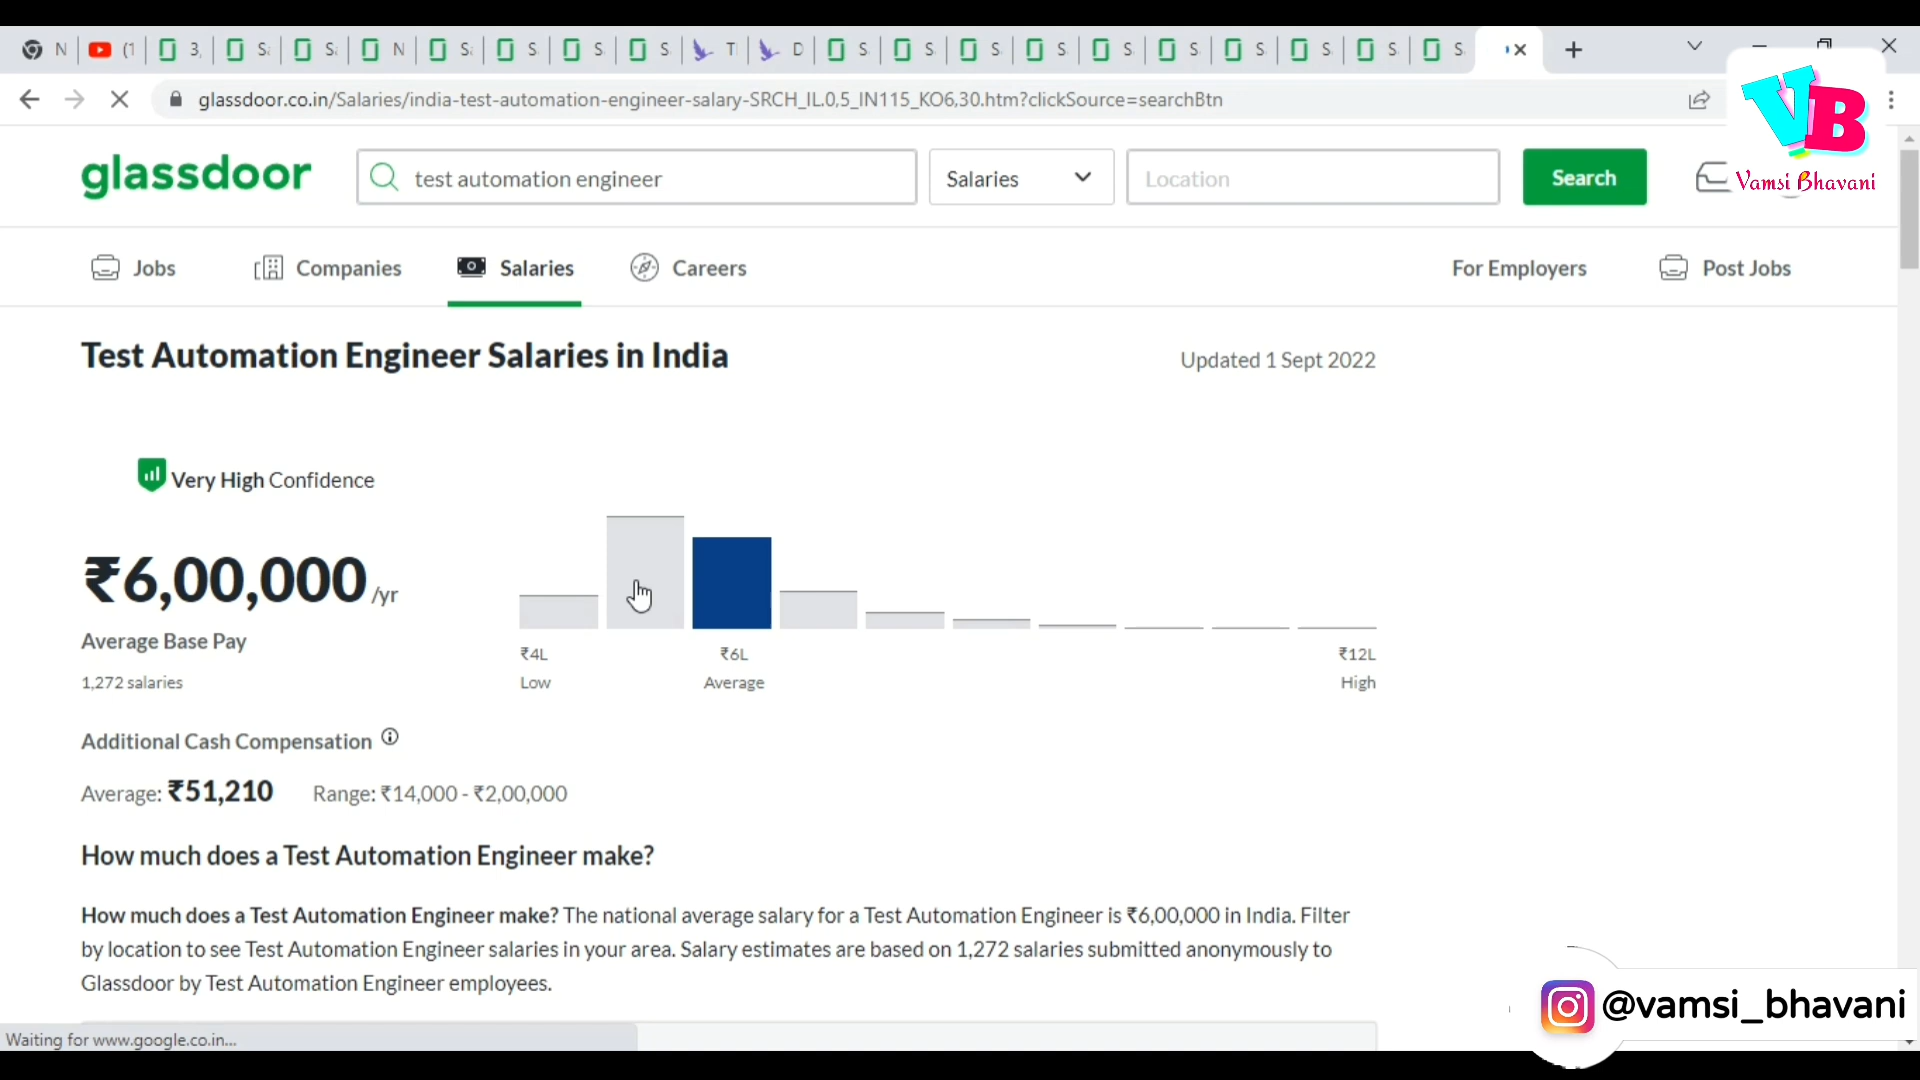 N
(1
3,
Sa
Sa
N
Sa
S
S
S
T
D
S
S
S
S
S
S
S
S
S
S
glassdoor.co.in/Salaries/india-test-automation-engineer-salary-SRCH_IL.0,5_IN115_KO6,30.htm?clickSource=searchBtn
VB
Vamsi Bhavani
glassdoor
test automation engineer
Salaries
Location
Search
Jobs
Companies
Salaries
Careers
For Employers
Post Jobs
Test Automation Engineer Salaries in India
Updated 1 Sept 2022
Very High Confidence
₹6,00,000 /yr
Average Base Pay
1,272 salaries
₹4L
Low
₹6L
Average
₹12L
High
Additional Cash Compensation
Average: ₹51,210
Range: ₹14,000 - ₹2,00,000
How much does a Test Automation Engineer make?
How much does a Test Automation Engineer make? The national average salary for a Test Automation Engineer is ₹6,00,000 in India. Filter
by location to see Test Automation Engineer salaries in your area. Salary estimates are based on 1,272 salaries submitted anonymously to
Glassdoor by Test Automation Engineer employees.
@vamsi_bhavani
Waiting for www.google.co.in...